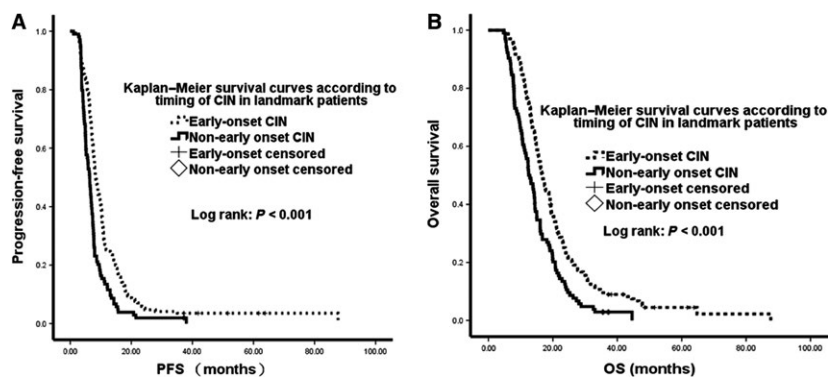 A
Progression-free survival
1.0
0.8
0.6
0.4
0.2
0.0
Kaplan–Meier survival curves according to
timing of CIN in landmark patients
Early-onset CIN
Non-early onset CIN
Early-onset censored
Non-early onset censored
Log rank: P < 0.001
0.00 20.00 40.00 60.00 80.00 100.00
PFS (months)
B
Overall survival
1.0
0.8
0.6
0.4
0.2
0.0
Kaplan–Meier survival curves according to
timing of CIN in landmark patients
Early-onset CIN
Non-early onset CIN
Early-onset censored
Non-early onset censored
Log rank: P < 0.001
0.00 20.00 40.00 60.00 80.00 100.00
OS (months)